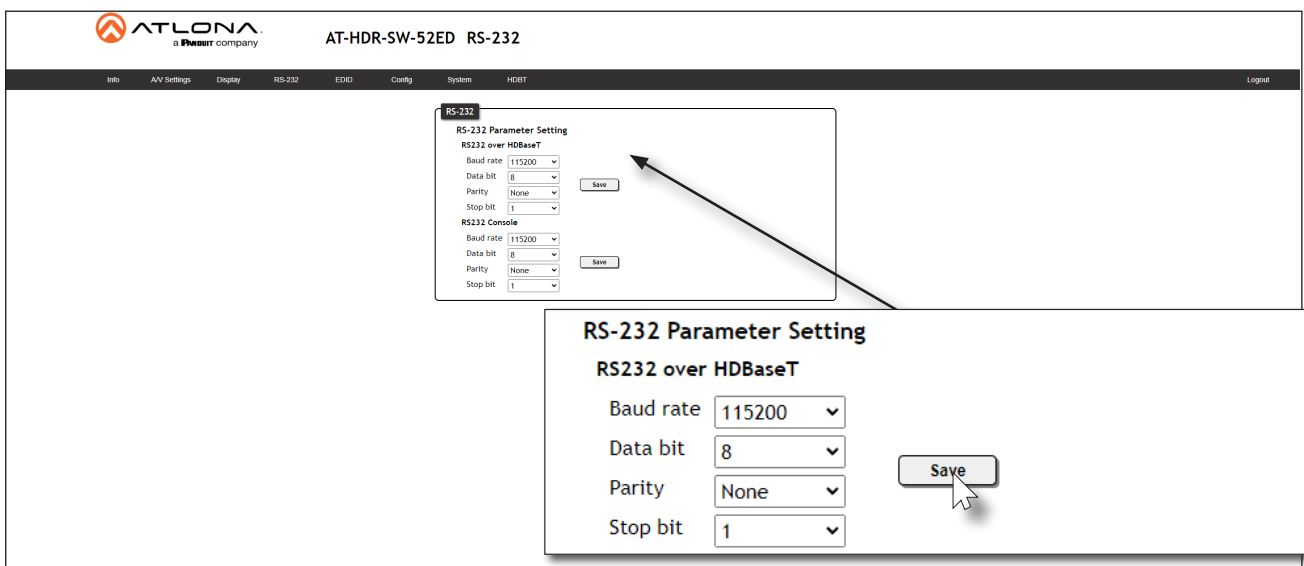 ATLONA.
a PANDUIT company
AT-HDR-SW-52ED RS-232
Info A/V Settings Display RS-232 EDID Config System HDBT Logout
RS-232
RS-232 Parameter Setting
RS232 over HDBaseT
Baud rate 115200
Data bit 8
Save
Parity None
Stop bit 1
RS232 Console
Baud rate 115200
Data bit 8
Save
Parity None
Stop bit 1
RS-232 Parameter Setting
RS232 over HDBaseT
Baud rate 115200
Data bit 8
Save
Parity None
Stop bit 1